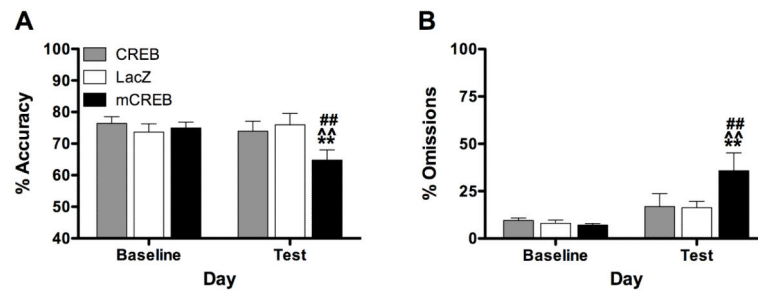 A
% Accuracy
100
90
80
70
60
50
40
CREB
LacZ
mCREB
##
^^
**
Baseline
Test
Day
B
% Omissions
100
75
50
25
0
##
^^
**
Baseline
Test
Day